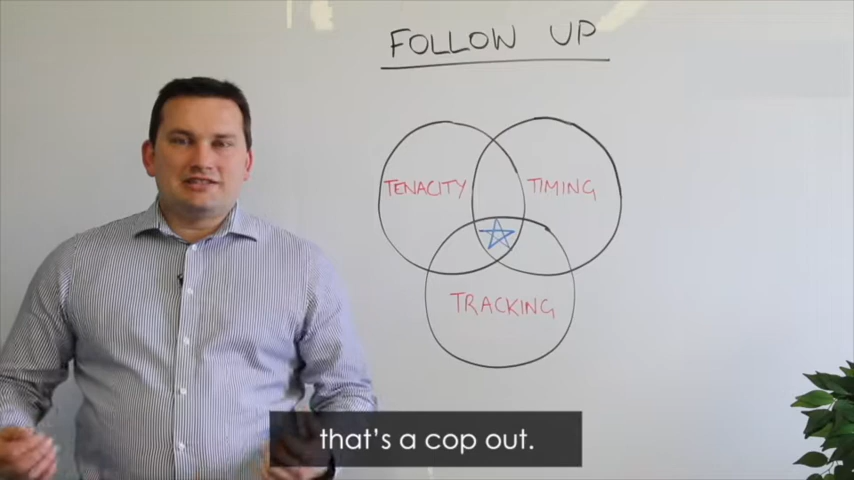 FOLLOW UP
TENACITY
TIMING
TRACKING
that's a cop out.